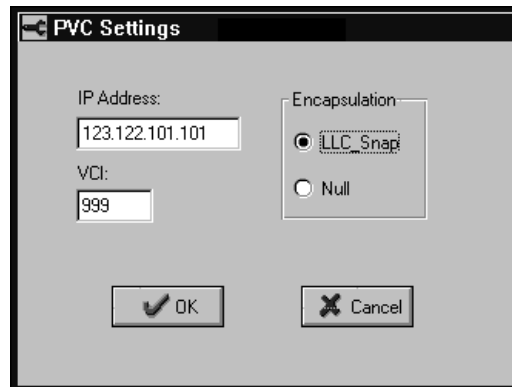 PVC Settings
IP Address:
123.122.101.101
VCI:
999
Encapsulation
LLC_Snap
Null
OK
Cancel